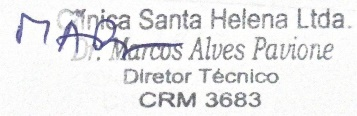 Clínica Santa Helena Ltda.
Dr. Marcos Alves Pavione
Diretor Técnico
CRM 3683